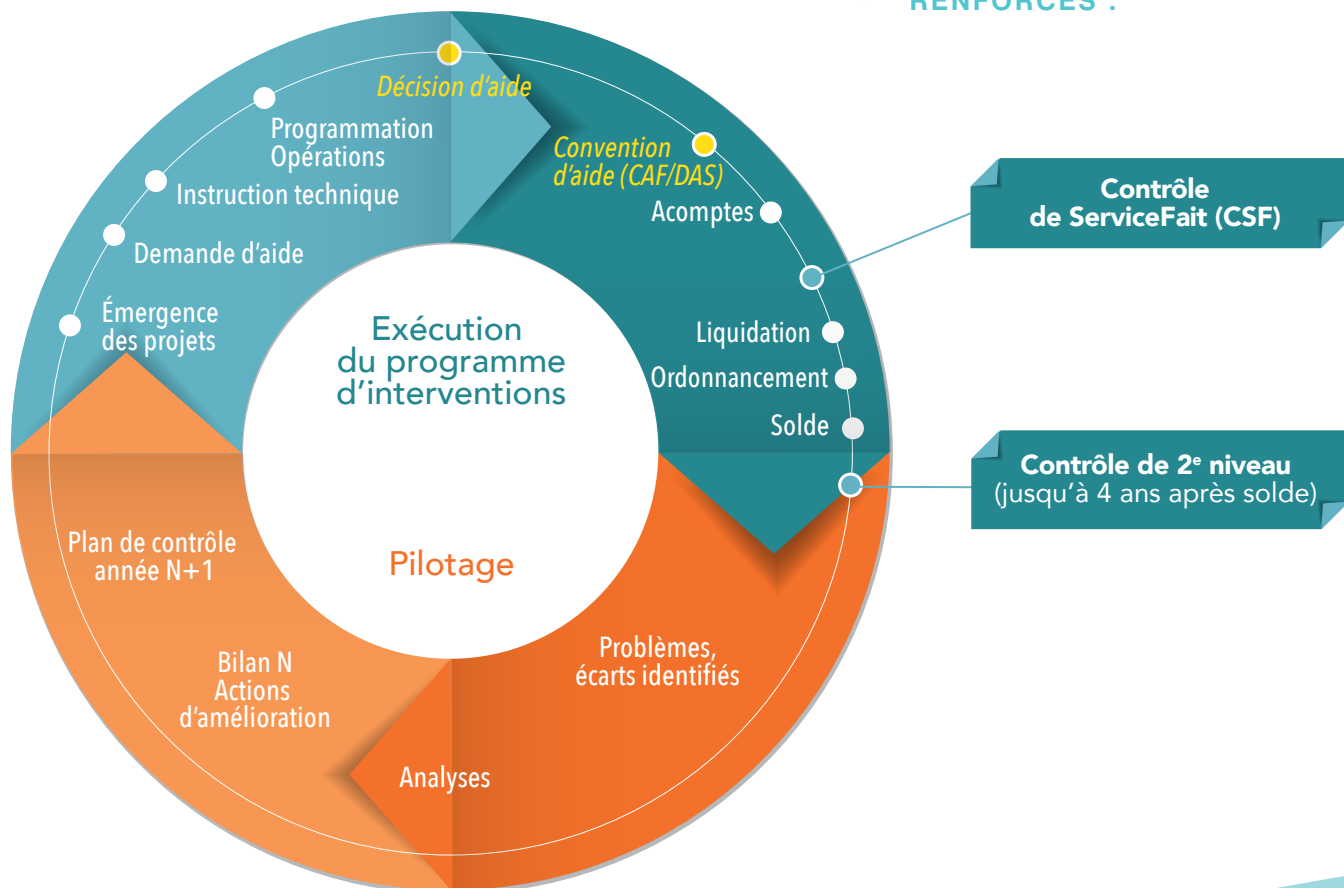 RENFORCÉS :
Décision d'aide
Programmation
Opérations
Instruction technique
Demande d'aide
Émergence
des projets
Convention
d'aide (CAF/DAS)
Acomptes
Liquidation
Ordonnancement
Solde
Contrôle
de ServiceFait (CSF)
Contrôle de 2e niveau
(jusqu'à 4 ans après solde)
Exécution
du programme
d'interventions
Pilotage
Problèmes,
écarts identifiés
Analyses
Bilan N
Actions
d'amélioration
Plan de contrôle
année N+1